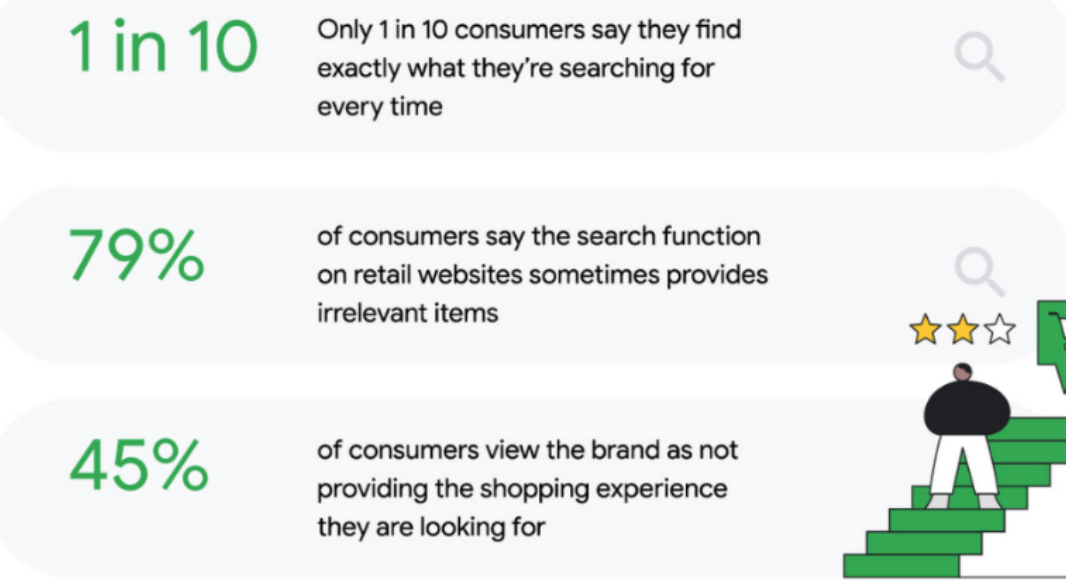 1 in 10
Only 1 in 10 consumers say they find
exactly what they're searching for
every time
79%
of consumers say the search function
on retail websites sometimes provides
irrelevant items
45%
of consumers view the brand as not
providing the shopping experience
they are looking for